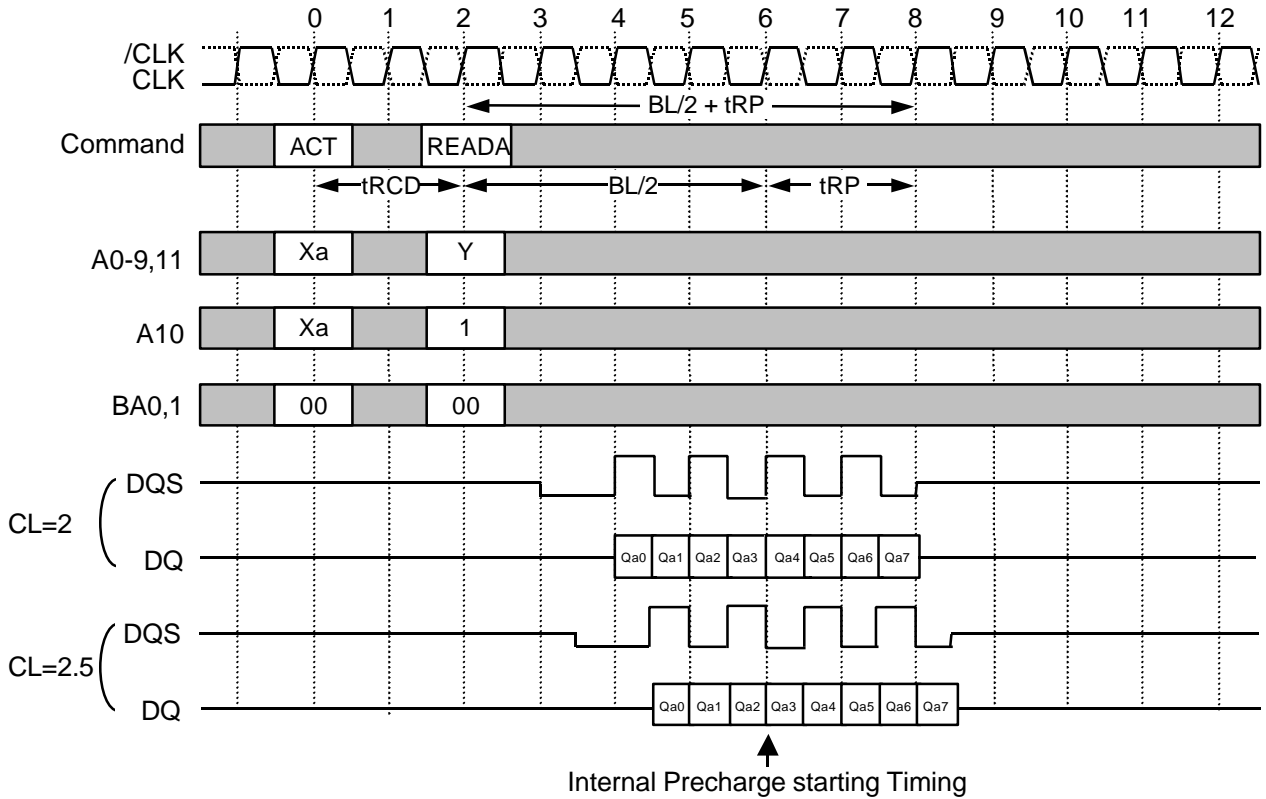 0 1 2 3 4 5 6 7 8 9 10 11 12
/CLK
CLK
BL/2 + tRP
Command ACT READA
tRCD BL/2 tRP
A0-9,11 Xa Y
A10 Xa 1
BA0,1 00 00
DQS
CL=2
DQ Qa0 Qa1 Qa2 Qa3 Qa4 Qa5 Qa6 Qa7
DQS
CL=2.5
DQ Qa0 Qa1 Qa2 Qa3 Qa4 Qa5 Qa6 Qa7
Internal Precharge starting Timing